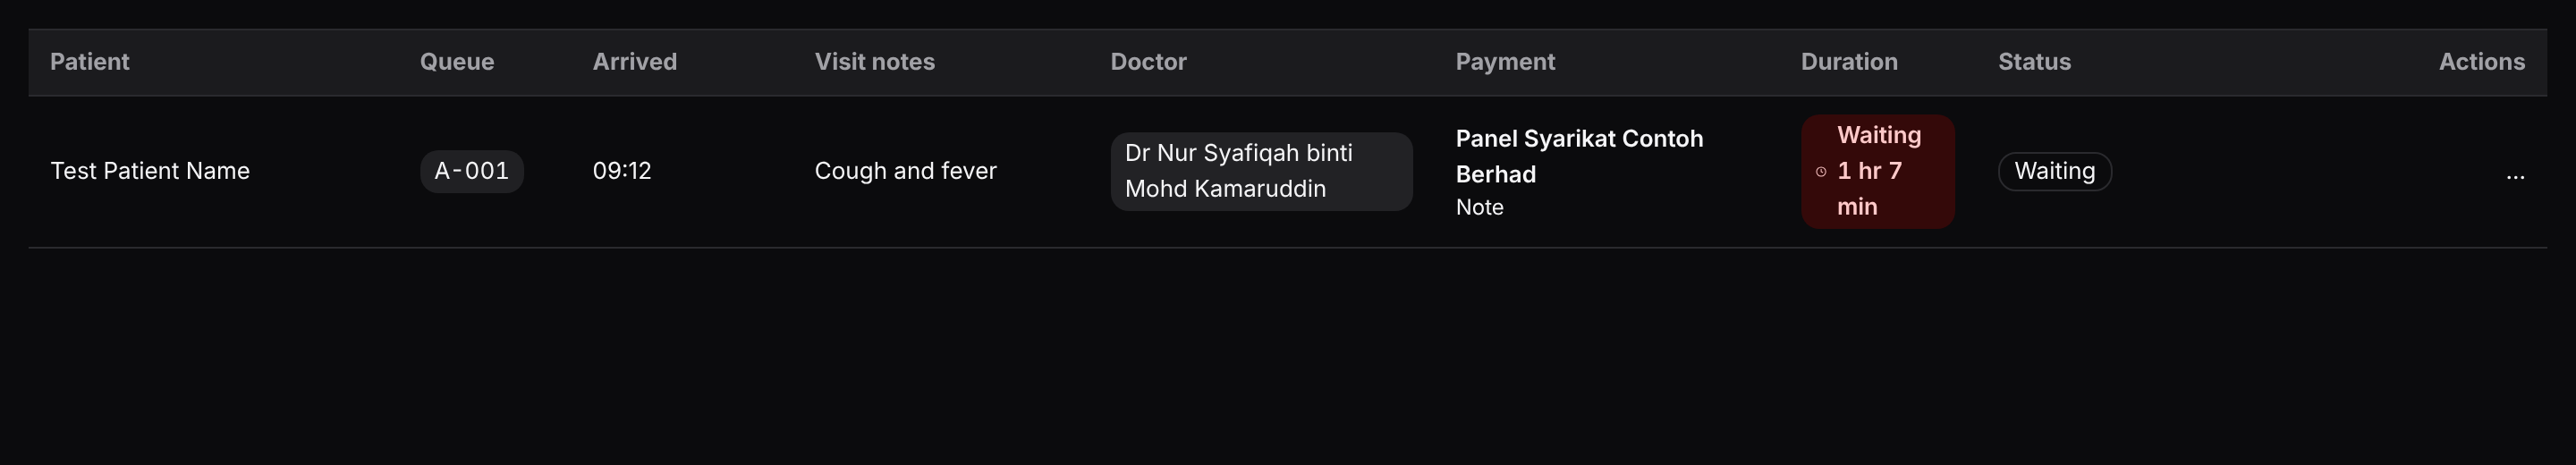 Patient Queue Arrived Visit notes Doctor Payment Duration Status Actions
Test Patient Name
A-001
09:12
Cough and fever
Dr Nur Syafiqah binti
Mohd Kamaruddin
Panel Syarikat Contoh
Berhad
Note
Waiting
1 hr 7
min
Waiting
...